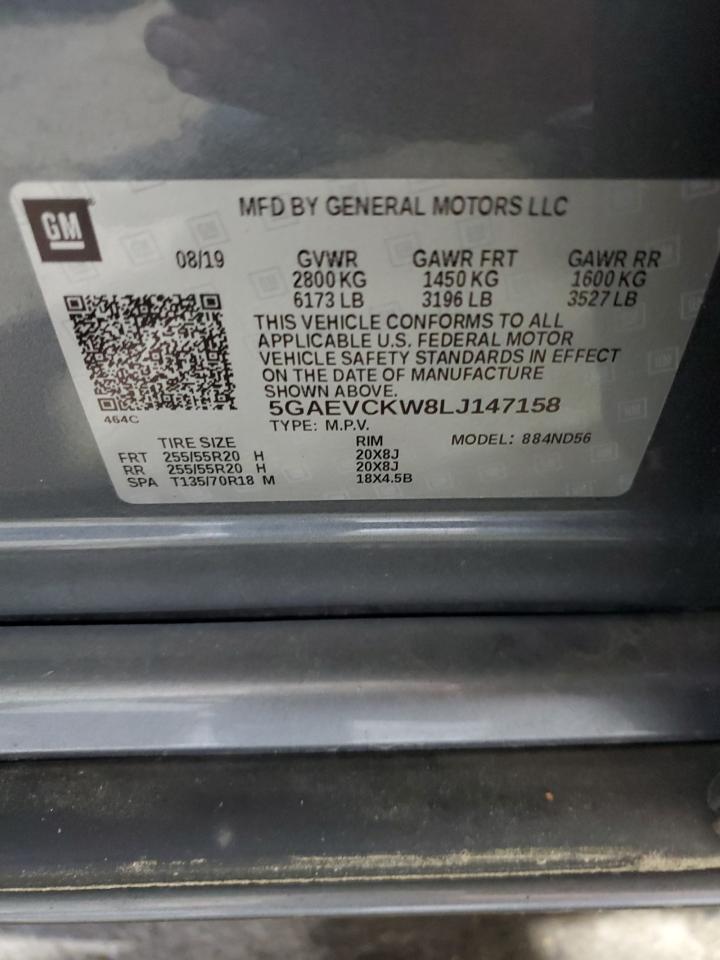 GM
MFD BY GENERAL MOTORS LLC
08/19 GVWR GAWR FRT GAWR RR
2800 KG 1450 KG 1600 KG
6173 LB 3196 LB 3527 LB
THIS VEHICLE CONFORMS TO ALL
APPLICABLE U.S. FEDERAL MOTOR
VEHICLE SAFETY STANDARDS IN EFFECT
ON THE DATE OF MANUFACTURE
SHOWN ABOVE.
464C 5GAEVCKW8LJ147158
TYPE: M.P.V. MODEL: 884ND56
TIRE SIZE RIM
FRT 255/55R20 H 20X8J
RR 255/55R20 H 20X8J
SPA T135/70R18 M 18X4.5B